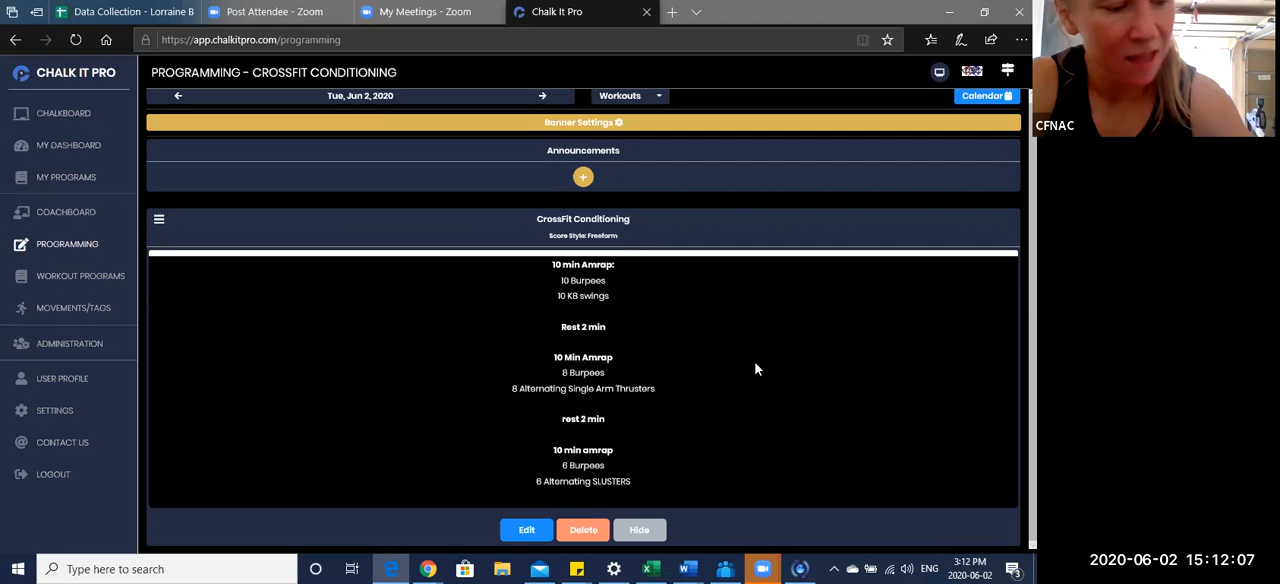 Data Collection - Lorraine B
Post Attendee - Zoom
My Meetings - Zoom
Chalk It Pro
https://app.chalkitpro.com/programming
CHALK IT PRO
PROGRAMMING - CROSSFIT CONDITIONING
Tue, Jun 2, 2020
Workouts
Calendar
Banner Settings
Announcements
CHALKBOARD
MY DASHBOARD
MY PROGRAMS
COACHBOARD
PROGRAMMING
WORKOUT PROGRAMS
MOVEMENTS/TAGS
ADMINISTRATION
USER PROFILE
SETTINGS
CONTACT US
LOGOUT
CrossFit Conditioning
Score Style: Freeform
10 min Amrap:
10 Burpees
10 KB swings
Rest 2 min
10 Min Amrap
8 Burpees
8 Alternating Single Arm Thrusters
rest 2 min
10 min amrap
6 Burpees
6 Alternating SLUSTERS
Edit
Delete
Hide
CFNAC
Type here to search
ENG
3:12 PM
2020-06-02
3
2020-06-02 15:12:07